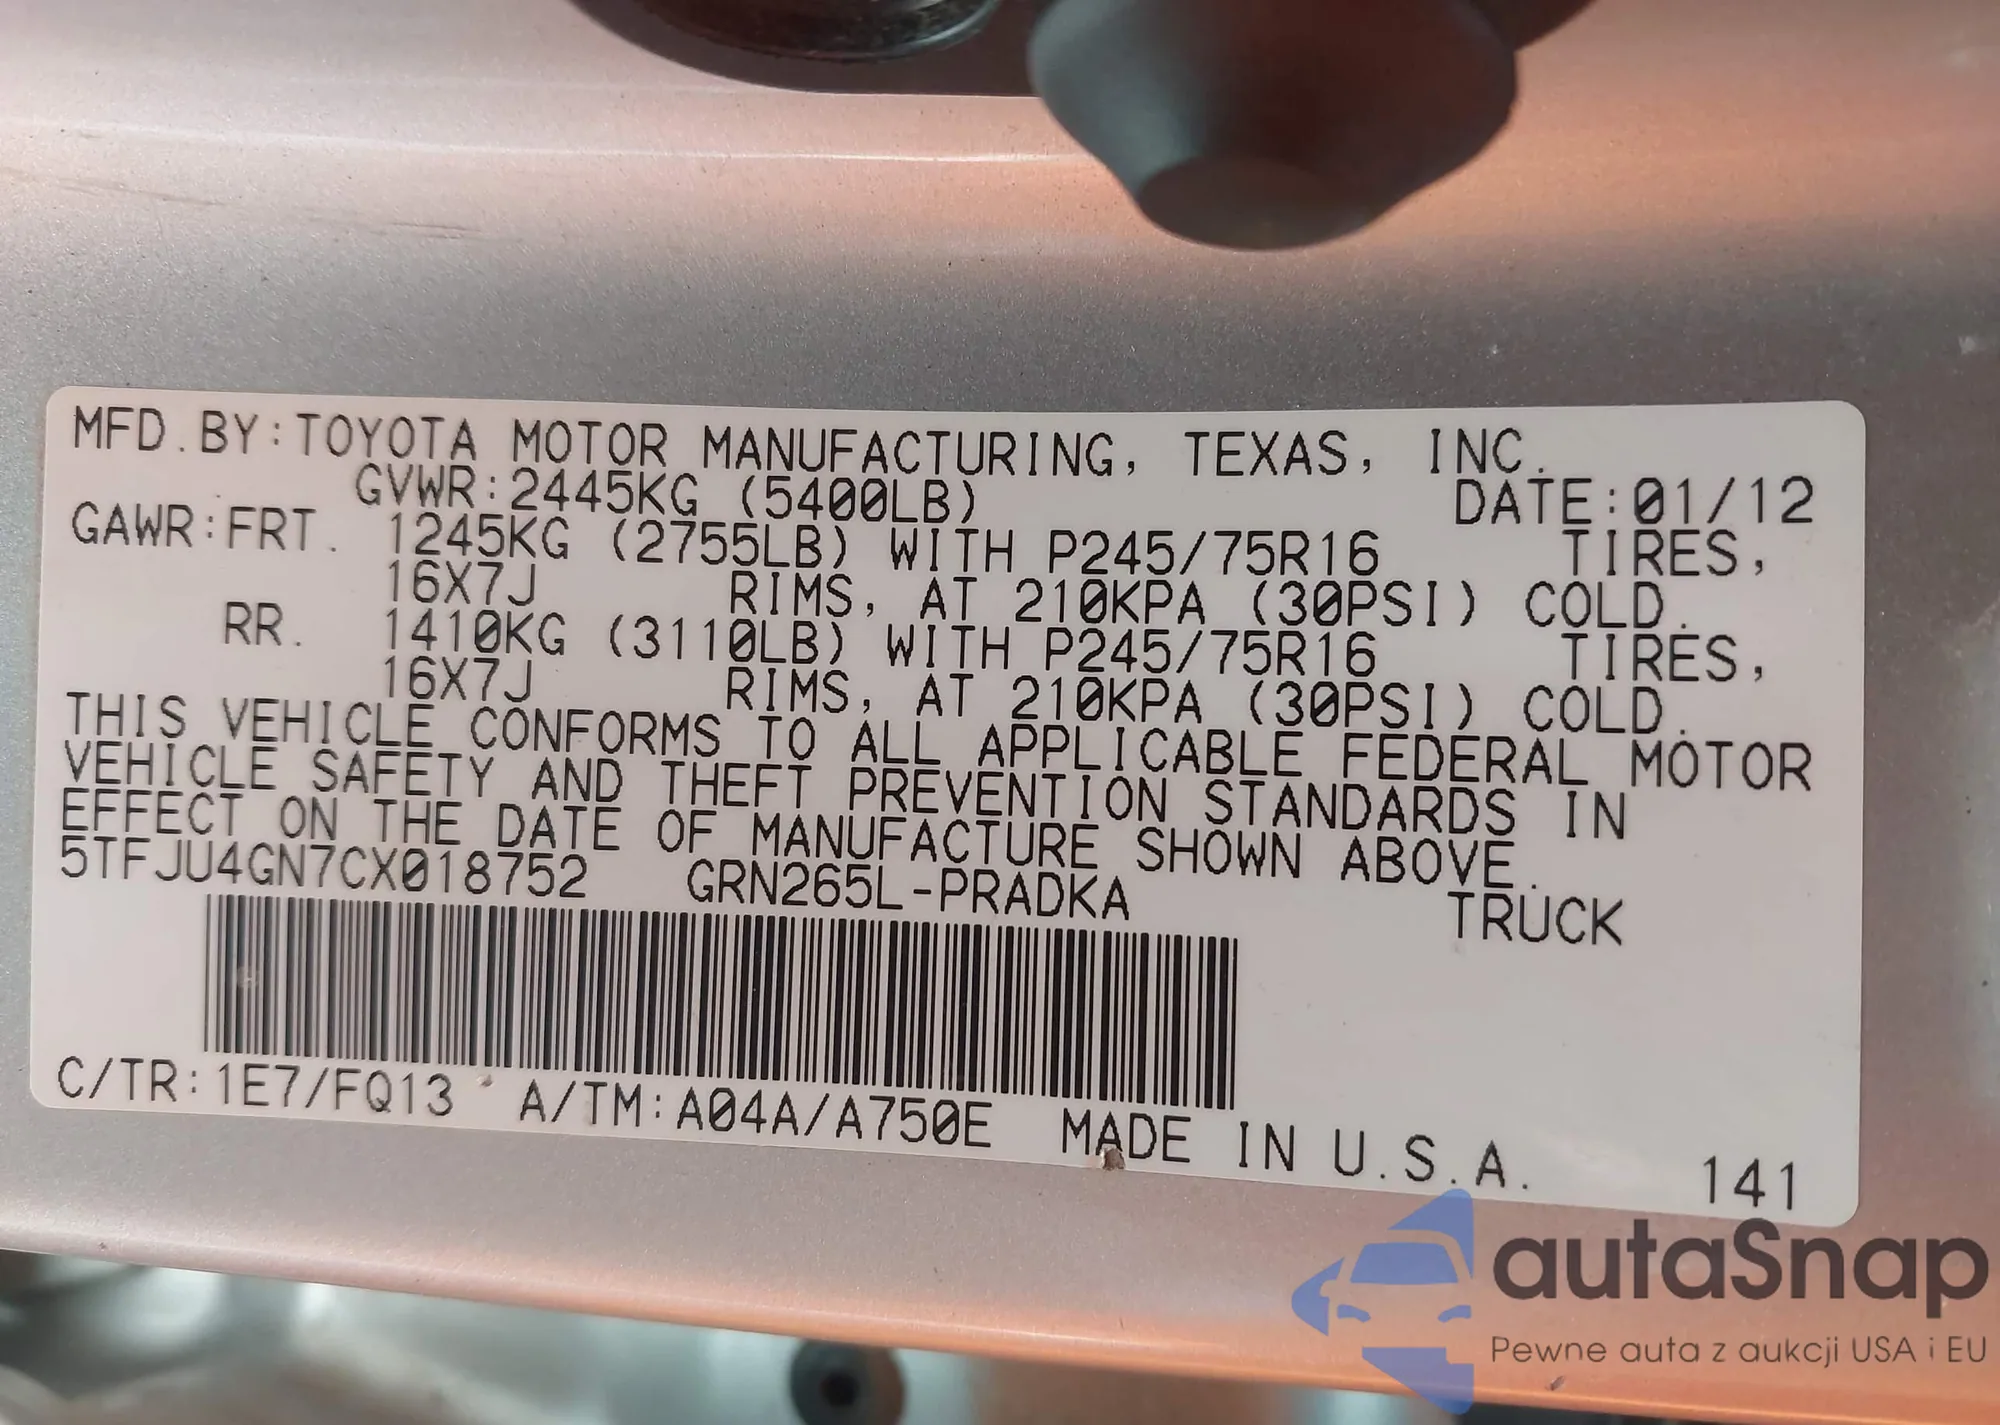 MFD.BY:TOYOTA MOTOR MANUFACTURING, TEXAS, INC.
GVWR:2445KG (5400LB) DATE:01/12
GAWR:FRT. 1245KG (2755LB) WITH P245/75R16 TIRES,
16X7J RIMS, AT 210KPA (30PSI) COLD.
RR. 1410KG (3110LB) WITH P245/75R16 TIRES,
16X7J RIMS, AT 210KPA (30PSI) COLD.
THIS VEHICLE CONFORMS TO ALL APPLICABLE FEDERAL MOTOR
VEHICLE SAFETY AND THEFT PREVENTION STANDARDS IN
EFFECT ON THE DATE OF MANUFACTURE SHOWN ABOVE.
5TFJU4GN7CX018752 GRN265L-PRADKA TRUCK
C/TR:1E7/FQ13 A/TM:A04A/A750E MADE IN U.S.A. 141
autaSnap
Pewne auta z aukcji USA i EU